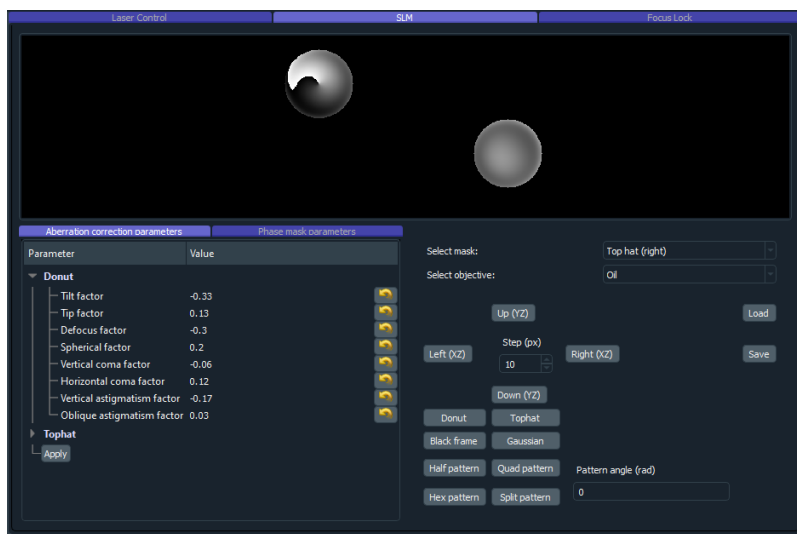 Laser Control SLM Focus Lock
Aberration correction parameters Phase mask parameters
Parameter Value
Donut
Tilt factor -0.33
Tip factor 0.13
Defocus factor -0.3
Spherical factor 0.2
Vertical coma factor -0.06
Horizontal coma factor 0.12
Vertical astigmatism factor -0.17
Oblique astigmatism factor 0.03
Tophat
Apply
Select mask: Top hat (right)
Select objective: Oil
Up (YZ) Load
Step (px)
Left (XZ) 10 Right (XZ) Save
Down (YZ)
Donut Tophat
Black frame Gaussian
Half pattern Quad pattern Pattern angle (rad)
Hex pattern Split pattern 0